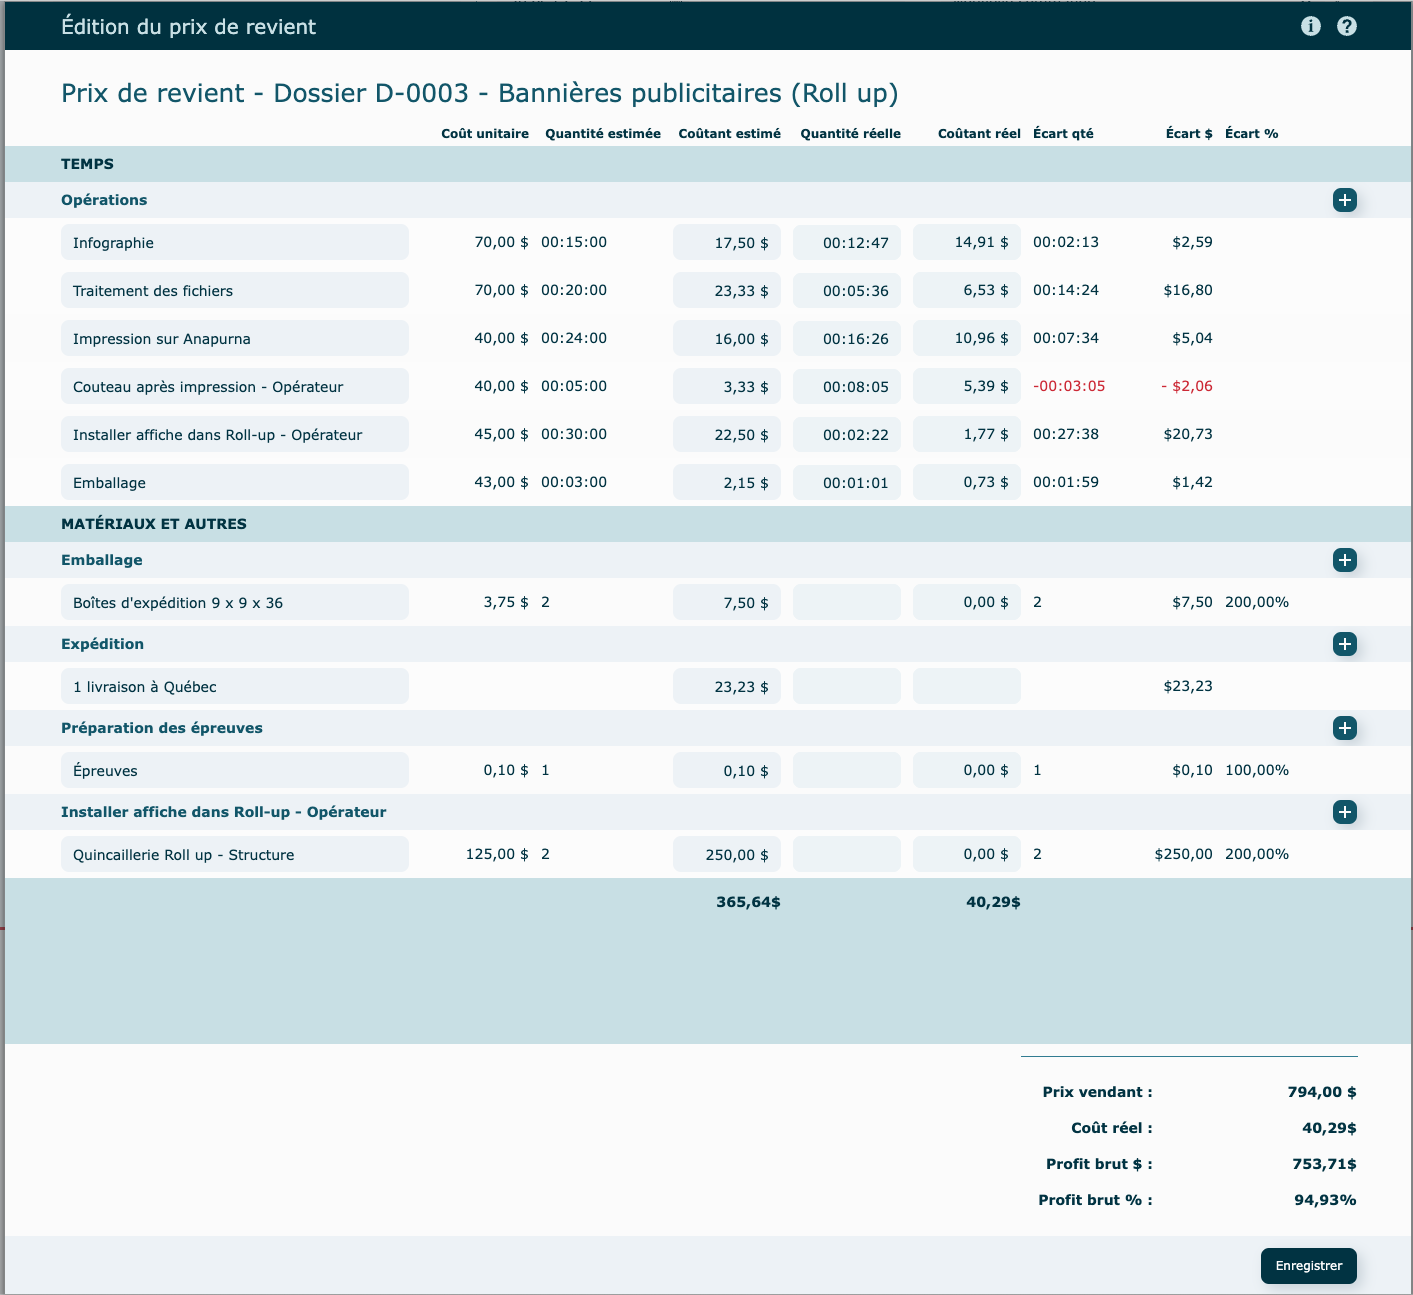 Édition du prix de revient
Prix de revient - Dossier D-0003 - Bannières publicitaires (Roll up)
Coût unitaire Quantité estimée Coûtant estimé Quantité réelle Coûtant réel Écart qté Écart $ Écart %
TEMPS
Opérations
Infographie 70,00 $ 00:15:00 17,50 $ 00:12:47 14,91 $ 00:02:13 $2,59
Traitement des fichiers 70,00 $ 00:20:00 23,33 $ 00:05:36 6,53 $ 00:14:24 $16,80
Impression sur Anapurna 40,00 $ 00:24:00 16,00 $ 00:16:26 10,96 $ 00:07:34 $5,04
Couteau après impression - Opérateur 40,00 $ 00:05:00 3,33 $ 00:08:05 5,39 $ -00:03:05 - $2,06
Installer affiche dans Roll-up - Opérateur 45,00 $ 00:30:00 22,50 $ 00:02:22 1,77 $ 00:27:38 $20,73
Emballage 43,00 $ 00:03:00 2,15 $ 00:01:01 0,73 $ 00:01:59 $1,42
MATÉRIAUX ET AUTRES
Emballage
Boîtes d'expédition 9 x 9 x 36 3,75 $ 2 7,50 $ 0,00 $ 2 $7,50 200,00%
Expédition
1 livraison à Québec 23,23 $ $23,23
Préparation des épreuves
Épreuves 0,10 $ 1 0,10 $ 0,00 $ 1 $0,10 100,00%
Installer affiche dans Roll-up - Opérateur
Quincaillerie Roll up - Structure 125,00 $ 2 250,00 $ 0,00 $ 2 $250,00 200,00%
365,64$ 40,29$
Prix vendant : 794,00 $
Coût réel : 40,29$
Profit brut $ : 753,71$
Profit brut % : 94,93%
Enregistrer